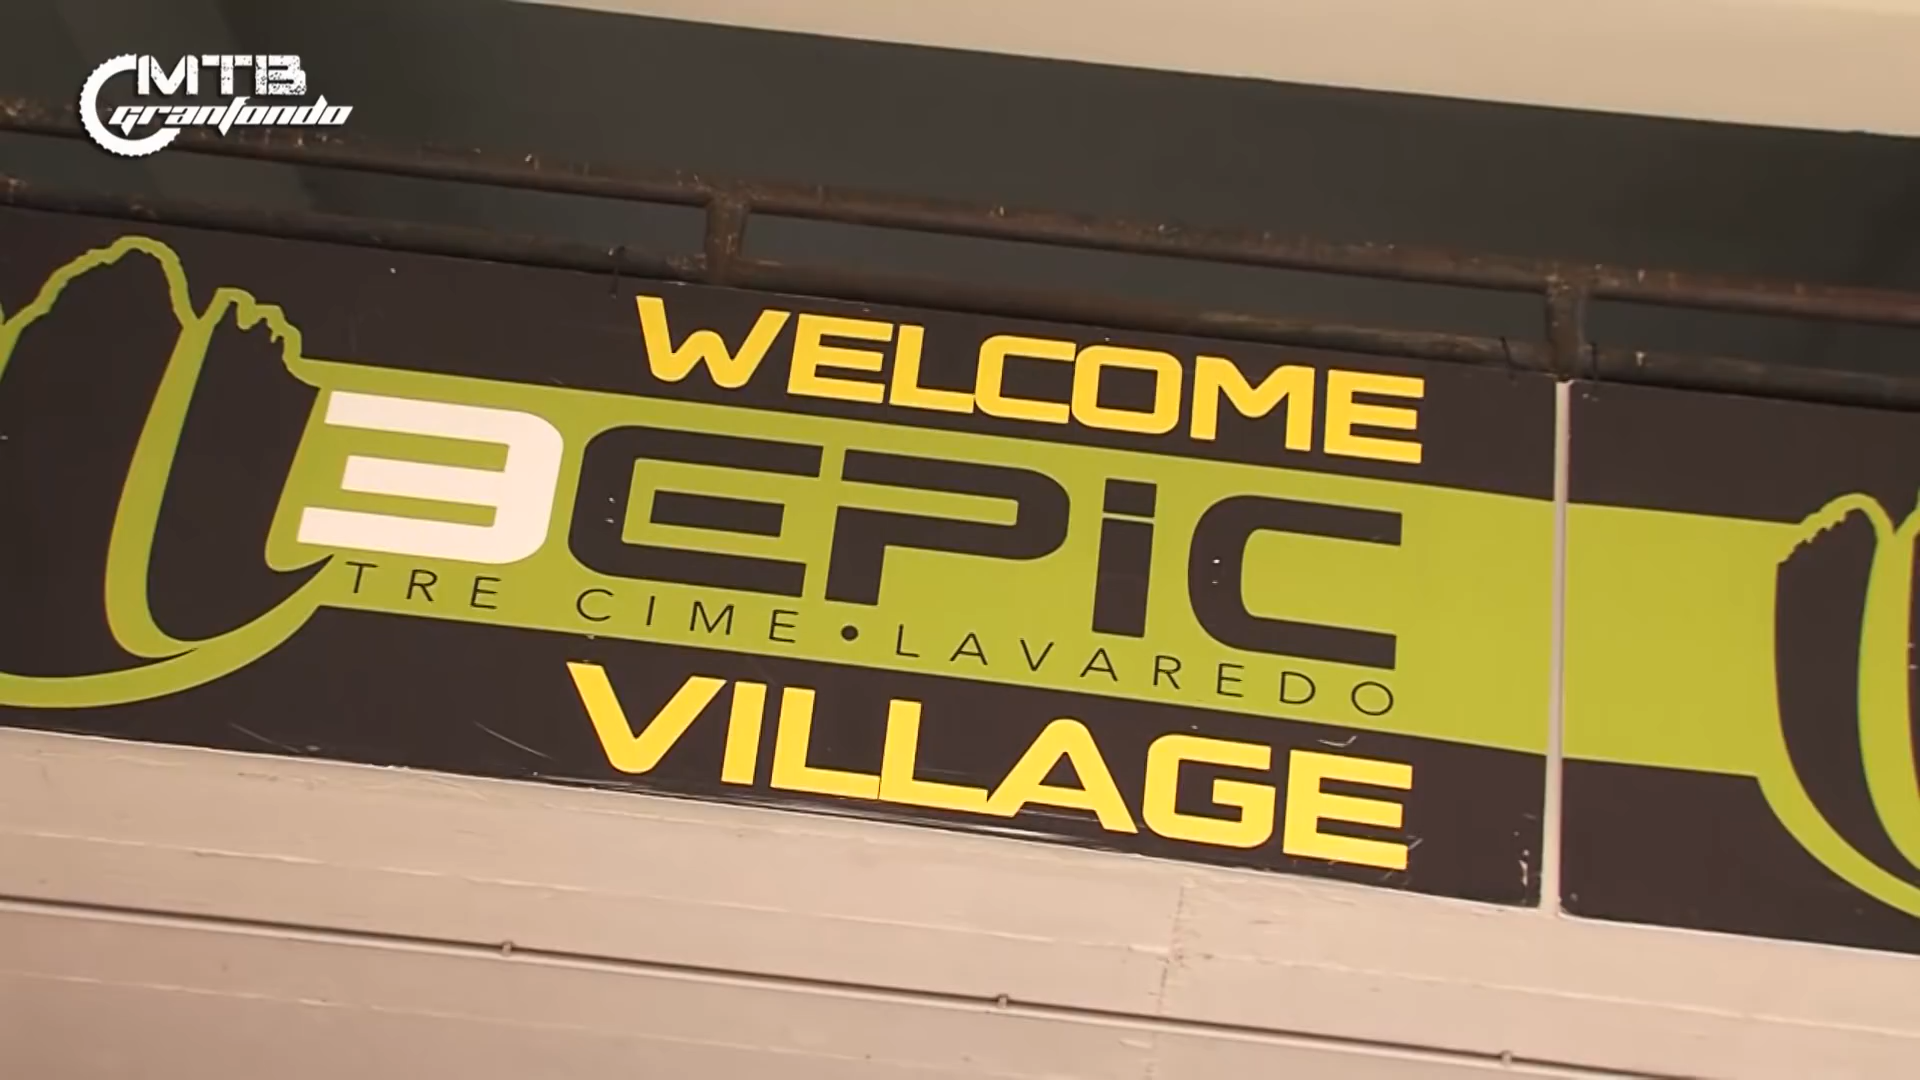 MTB
granfondo
WELCOME
3EPiC
TRE CIME•LAVAREDO
VILLAGE